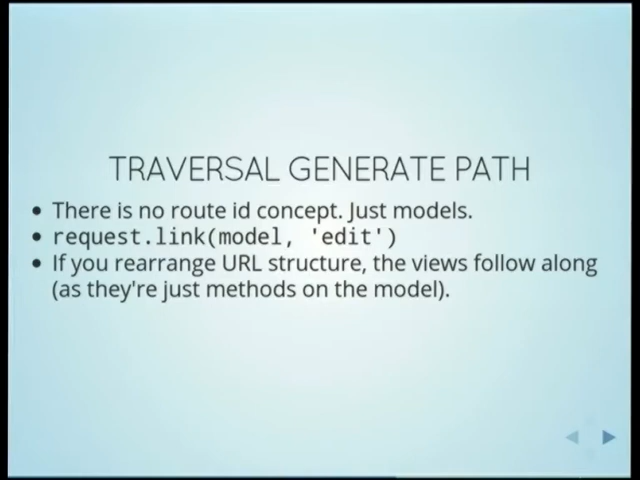 TRAVERSAL GENERATE PATH
• There is no route id concept. Just models.
• request.link(model, 'edit')
• If you rearrange URL structure, the views follow along
(as they're just methods on the model).